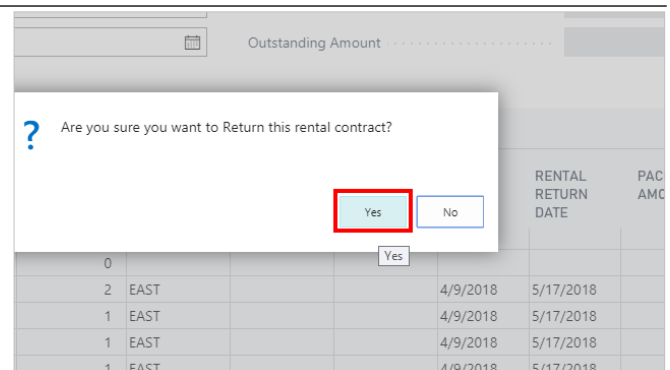 Outstanding Amount
? Are you sure you want to Return this rental contract?
RENTAL RETURN DATE
PAC
AMO
Yes No
Yes
0
2 EAST 4/9/2018 5/17/2018
1 EAST 4/9/2018 5/17/2018
1 EAST 4/9/2018 5/17/2018
1 EAST 4/9/2018 5/17/2018